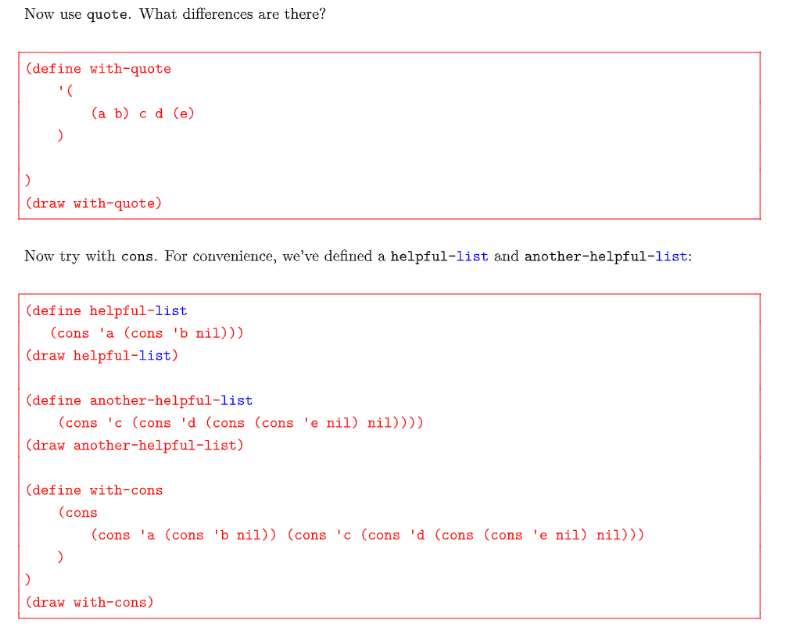 Now use quote. What differences are there?
(define with-quote
'(
(a b) c d (e)
)
)
(draw with-quote)
Now try with cons. For convenience, we've defined a helpful-list and another-helpful-list:
(define helpful-list
(cons 'a (cons 'b nil)))
(draw helpful-list)
(define another-helpful-list
(cons 'c (cons 'd (cons (cons 'e nil) nil))))
(draw another-helpful-list)
(define with-cons
(cons
(cons 'a (cons 'b nil)) (cons 'c (cons 'd (cons (cons 'e nil) nil)))
)
)
(draw with-cons)